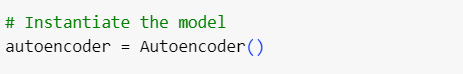 # Instantiate the model
autoencoder = Autoencoder()